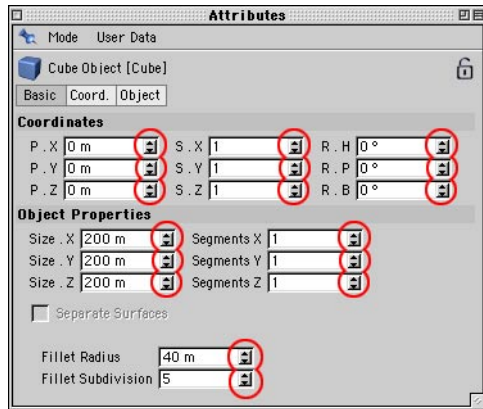 Attributes
Mode User Data
Cube Object [Cube]
Basic Coord. Object
Coordinates
P . X 0 m S . X 1 R . H 0 °
P . Y 0 m S . Y 1 R . P 0 °
P . Z 0 m S . Z 1 R . B 0 °
Object Properties
Size . X 200 m Segments X 1
Size . Y 200 m Segments Y 1
Size . Z 200 m Segments Z 1
Separate Surfaces
Fillet Radius 40 m
Fillet Subdivision 5